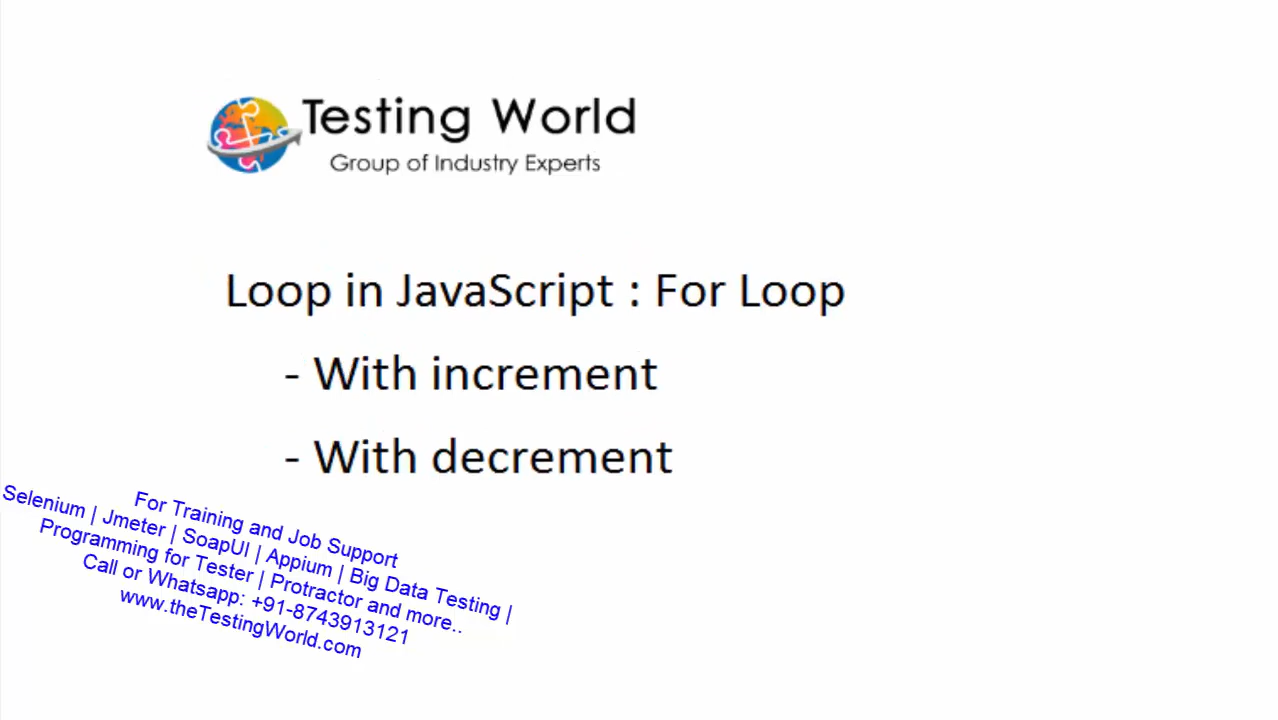 Testing World
Group of Industry Experts
Loop in JavaScript : For Loop
- With increment
- With decrement
For Training and Job Support
Selenium | Jmeter | SoapUI | Appium | Big Data Testing |
Programming for Tester | Protractor and more..
Call or Whatsapp: +91-8743913121
www.theTestingWorld.com